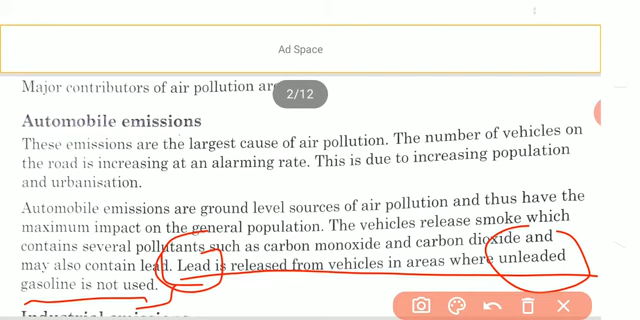 Ad Space
Major contributors of air pollution are
2/12
Automobile emissions
These emissions are the largest cause of air pollution. The number of vehicles on
the road is increasing at an alarming rate. This is due to increasing population
and urbanisation.
Automobile emissions are ground level sources of air pollution and thus have the
maximum impact on the general population. The vehicles release smoke which
contains several pollutants such as carbon monoxide and carbon dioxide and
may also contain lead. Lead is released from vehicles in areas where unleaded
gasoline is not used.
Industrial emissions